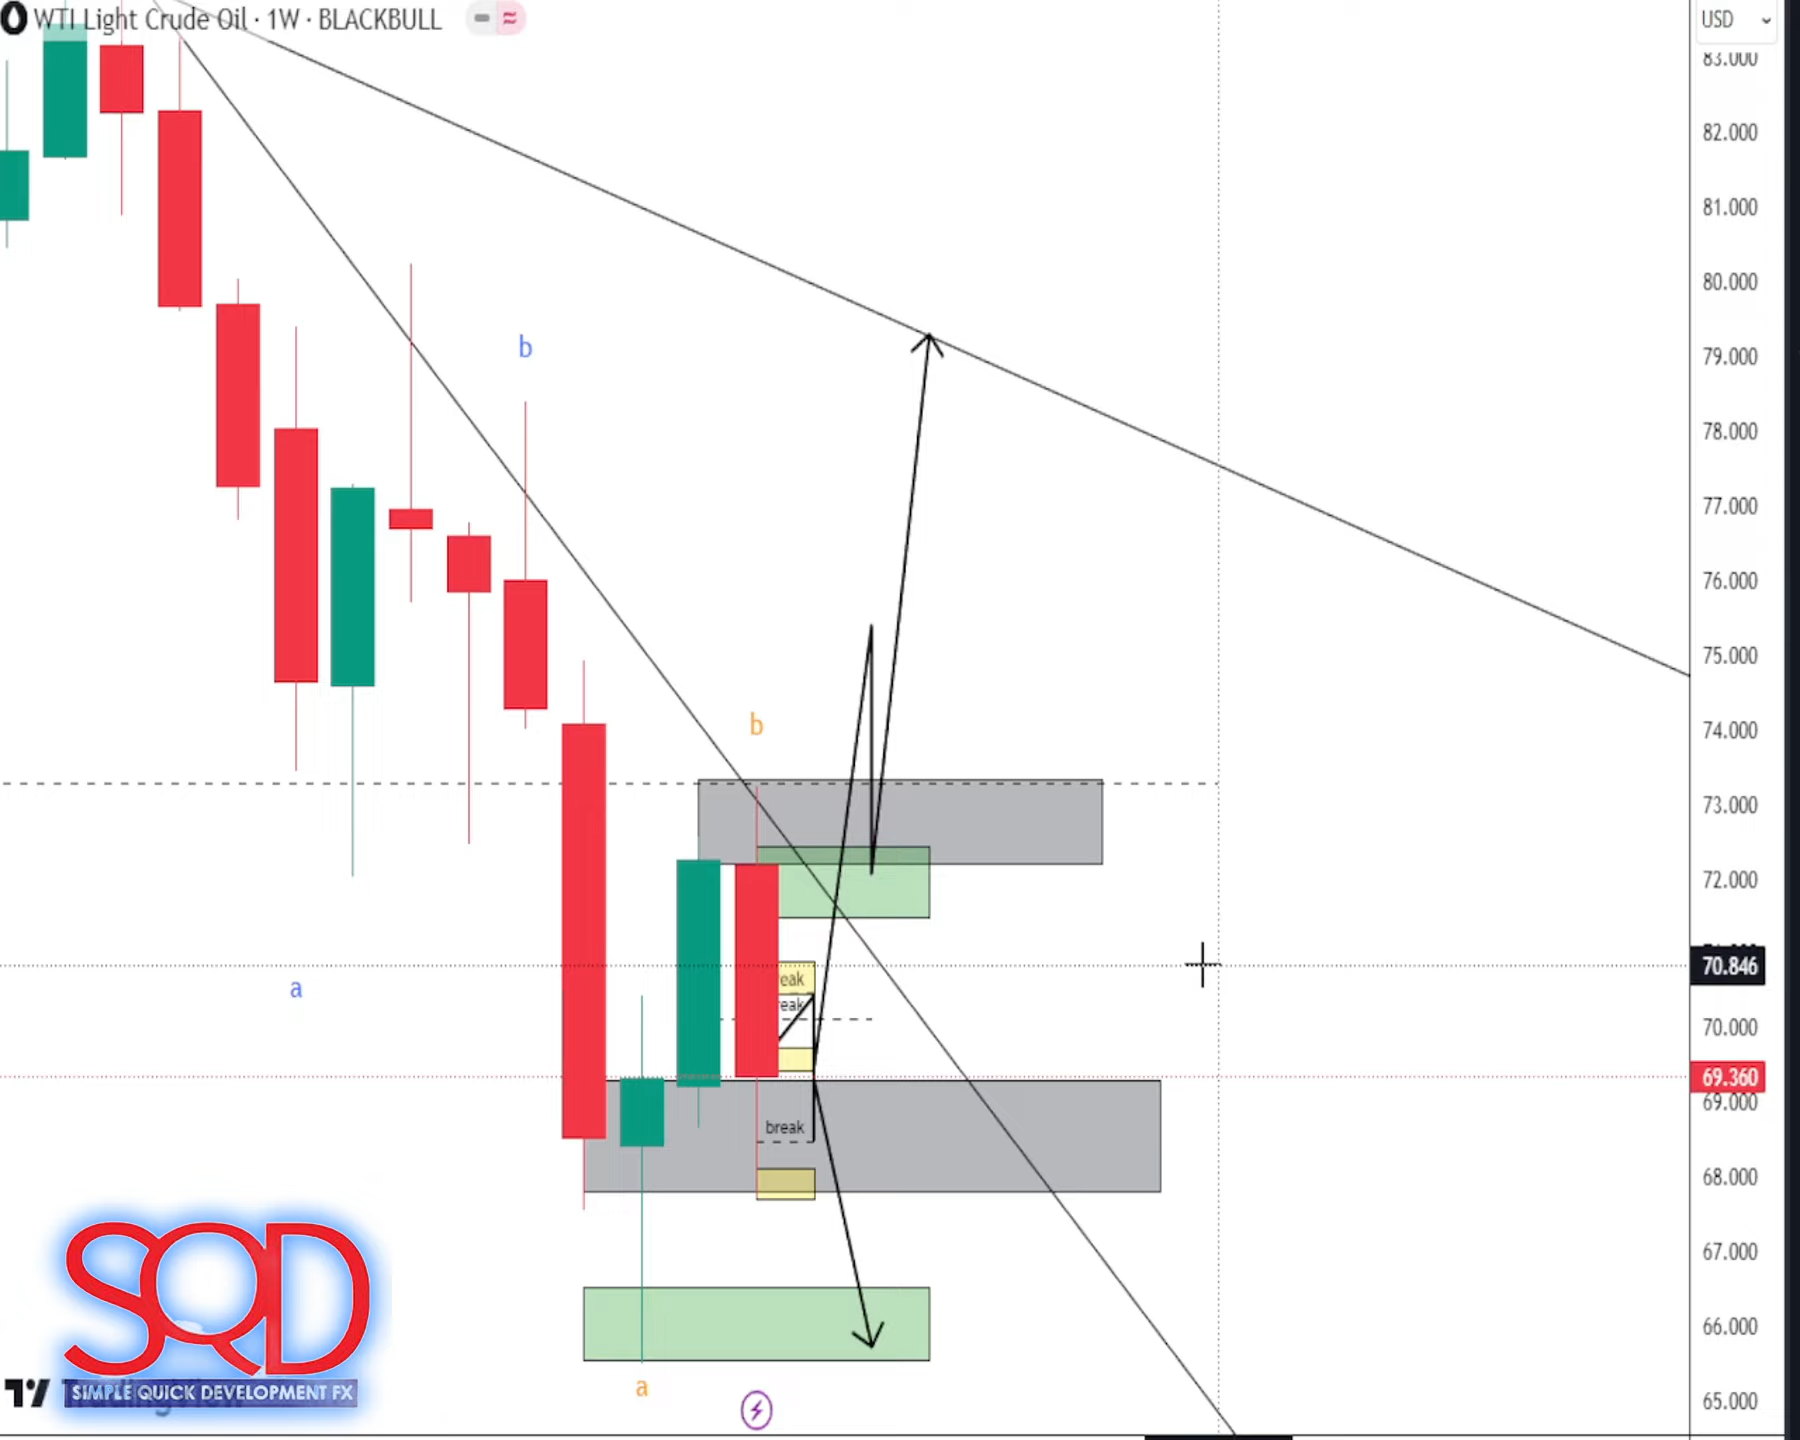 WTI Light Crude Oil · 1W · BLACKBULL
USD
83.000
82.000
81.000
80.000
79.000
78.000
77.000
76.000
75.000
74.000
73.000
72.000
70.846
70.000
69.360
69.000
68.000
67.000
66.000
65.000
b
b
a
eak
eak
break
a
SQD
SIMPLE QUICK DEVELOPMENT FX